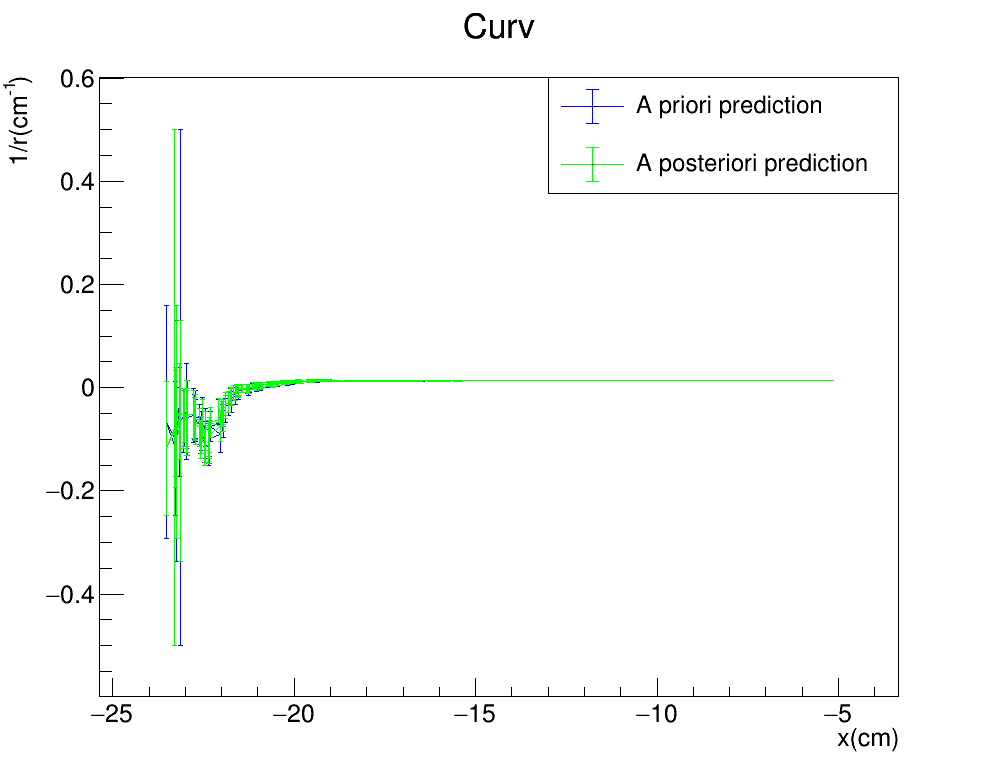 Curv
1/r(cm⁻¹)
0.6
0.4
0.2
0
−0.2
−0.4
A priori prediction
A posteriori prediction
−25 −20 −15 −10 −5
x(cm)